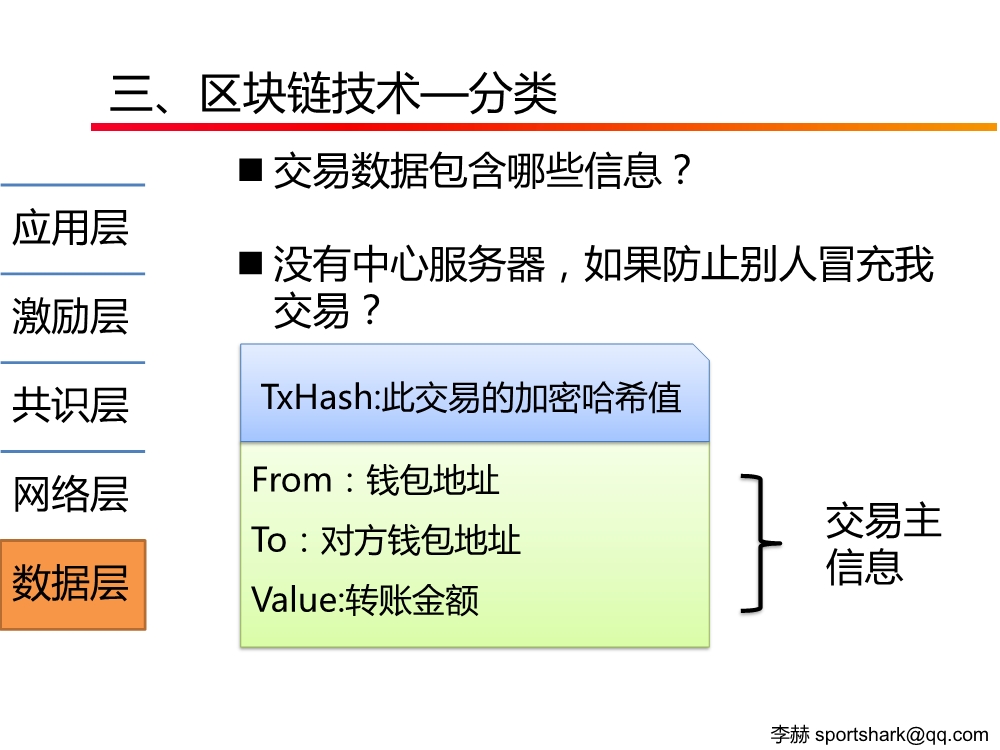 三、区块链技术—分类
■ 交易数据包含哪些信息？
■ 没有中心服务器，如果防止别人冒充我
交易？
应用层
激励层
共识层
网络层
数据层
TxHash:此交易的加密哈希值
From：钱包地址
To：对方钱包地址
Value:转账金额
交易主
信息
李赫 sportshark@qq.com